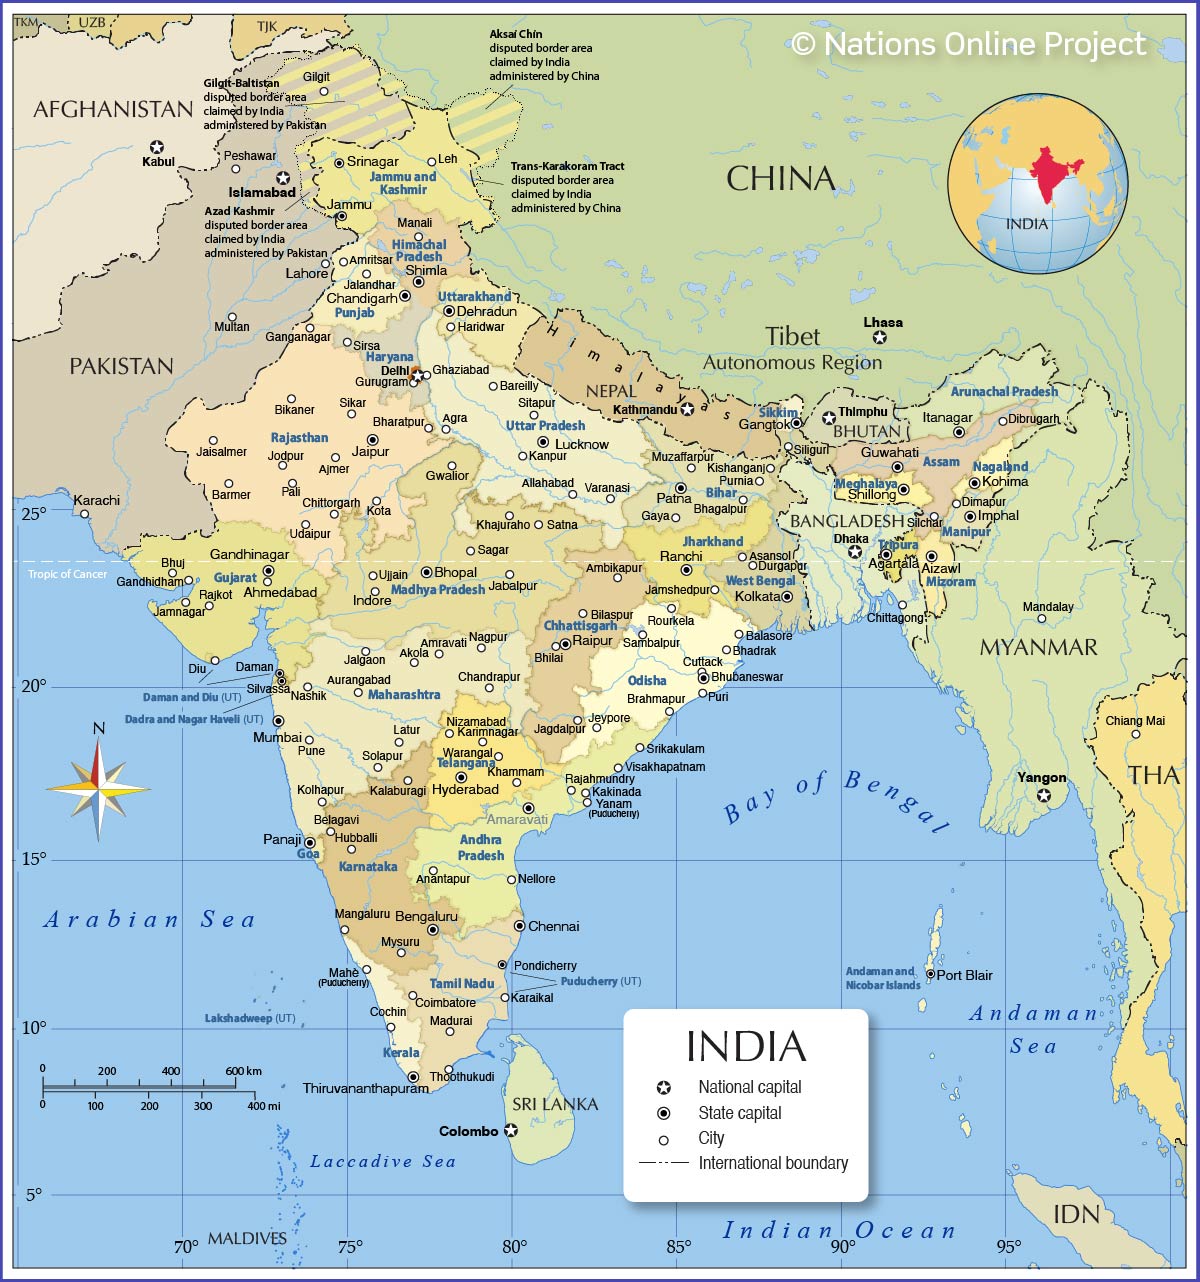 TKM
UZB
TJK
© Nations Online Project
Aksai Chin
disputed border area
claimed by India
administered by China
Gilgit
Gilgit-Baltistan
disputed border area
claimed by India
administered by Pakistan
AFGHANISTAN
Kabul
Peshawar
Islamabad
Srinagar
Leh
Jammu and
Kashmir
Trans-Karakoram Tract
disputed border area
claimed by India
administered by China
CHINA
INDIA
Azad Kashmir
disputed border area
claimed by India
administered by Pakistan
Jammu
Manali
Himachal
Pradesh
Lahore
Amritsar
Shimla
Jalandhar
Chandigarh
Punjab
Uttarakhand
Dehradun
Haridwar
Multan
Ganganagar
Sirsa
Haryana
Delhi
Ghaziabad
Gurugram
PAKISTAN
Himalayas
NEPAL
Kathmandu
Tibet
Autonomous Region
Lhasa
Bareilly
Sitapur
Uttar Pradesh
Lucknow
Kanpur
Bikaner
Sikar
Bharatpur
Agra
Rajasthan
Jaipur
Jaisalmer
Jodpur
Ajmer
Barmer
Pali
Chittorgarh
Kota
Udaipur
Gwalior
Allahabad
Varanasi
Sikkim
Gangtok
Thimphu
BHUTAN
Siliguri
Arunachal Pradesh
Itanagar
Dibrugarh
Guwahati
Assam
Nagaland
Kohima
Meghalaya
Shillong
Dimapur
Imphal
Silchar
Manipur
Muzaffarpur
Kishanganj
Purnia
Patna
Bihar
Bhagalpur
Gaya
BANGLADESH
Dhaka
Tripura
Agartala
Aizawl
Mizoram
Chittagong
Karachi
25°
Tropic of Cancer
Khajuraho
Satna
Sagar
Jharkhand
Ranchi
Asansol
Durgapur
West Bengal
Kolkata
Jamshedpur
Bhuj
Gandhidham
Gandhinagar
Gujarat
Ahmedabad
Rajkot
Jamnagar
Ujjain
Bhopal
Indore
Madhya Pradesh
Jabalpur
Ambikapur
Bilaspur
Chhattisgarh
Raipur
Bhilai
Rourkela
Sambalpur
Balasore
Bhadrak
Cuttack
Bhubaneswar
Odisha
Puri
Brahmapur
Mandalay
MYANMAR
Diu
Daman
Daman and Diu (UT)
Silvassa
Dadra and Nagar Haveli (UT)
20°
Nashik
Jalgaon
Akola
Amravati
Nagpur
Aurangabad
Maharashtra
Chandrapur
Mumbai
Pune
Latur
Solapur
Nizamabad
Karimnagar
Warangal
Telangana
Khammam
Hyderabad
Jagdalpur
Jeypore
Srikakulam
Visakhapatnam
Rajahmundry
Kakinada
Yanam
(Puducherry)
Amaravati
Chiang Mai
THA
Yangon
N
Kolhapur
Kalaburagi
Belagavi
Hubballi
Panaji
Goa
Karnataka
Andhra
Pradesh
15°
Anantapur
Nellore
Bay of Bengal
Arabian Sea
Mangaluru
Bengaluru
Chennai
Mysuru
Mahè
(Puducherry)
Pondicherry
Puducherry (UT)
Tamil Nadu
Karaikal
Coimbatore
Cochin
Madurai
Kerala
Thiruvananthapuram
Thoothukudi
Lakshadweep (UT)
10°
Andaman and
Nicobar Islands
Port Blair
Andaman
Sea
0 200 400 600 km
0 100 200 300 400 mi
SRI LANKA
Colombo
Laccadive Sea
5°
MALDIVES
INDIA
National capital
State capital
City
International boundary
Indian Ocean
IDN
70° 75° 80° 85° 90° 95°